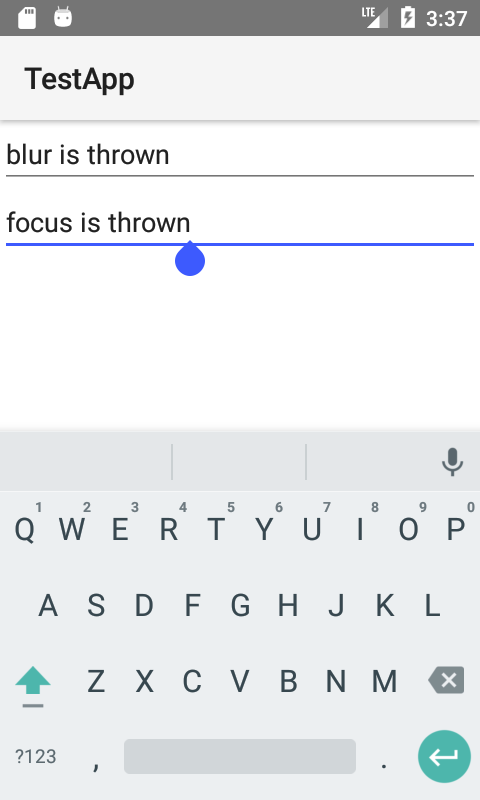 LTE 3:37
TestApp
blur is thrown
focus is thrown
1 2 3 4 5 6 7 8 9 0
Q W E R T Y U I O P
A S D F G H J K L
Z X C V B N M
?123 , .